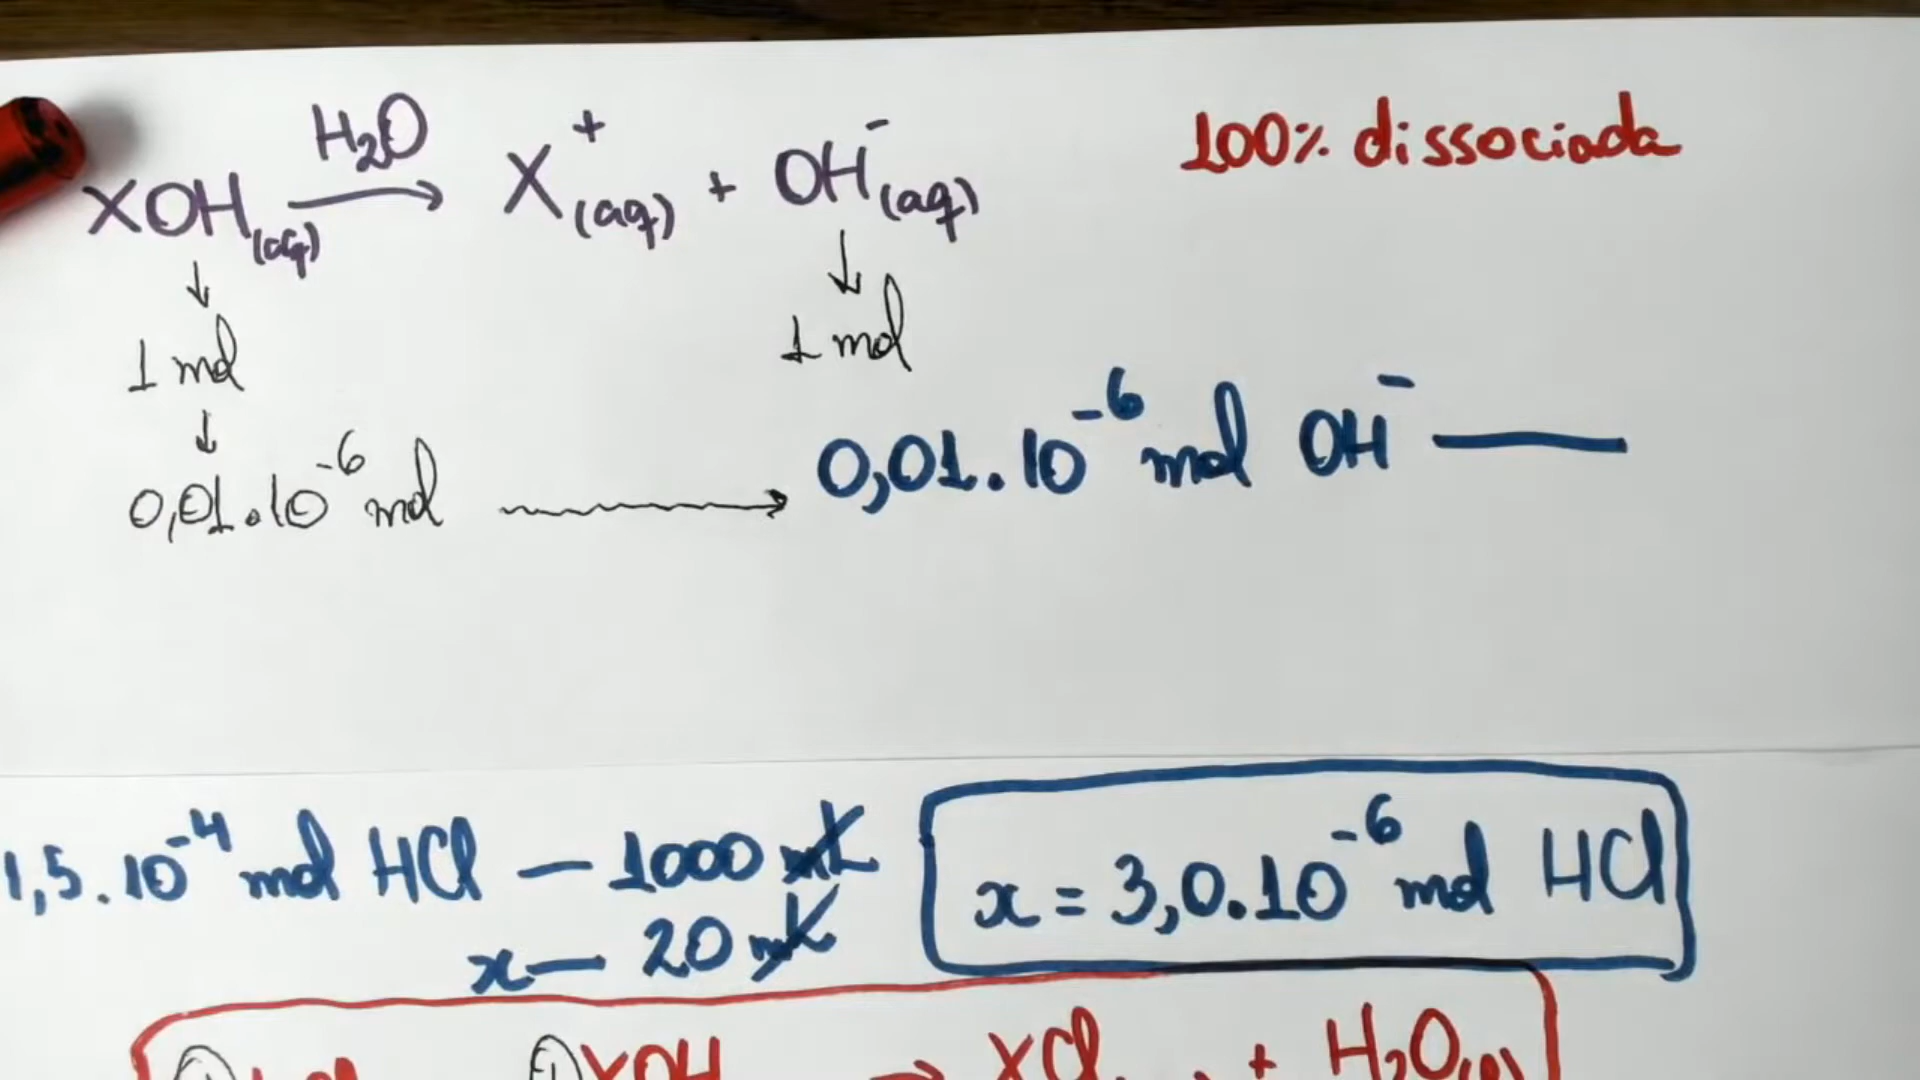 XOH(aq) H₂O → X⁺(aq) + OH⁻(aq)
100% dissociada
↓ ↓
1 mol 1 mol
↓
0,01.10⁻⁶ mol → 0,01.10⁻⁶ mol OH⁻ —
1,5.10⁻⁴ mol HCl — 1000 mL
x — 20 mL
x = 3,0.10⁻⁶ mol HCl
① ① XOH → XCl + H₂O(l)